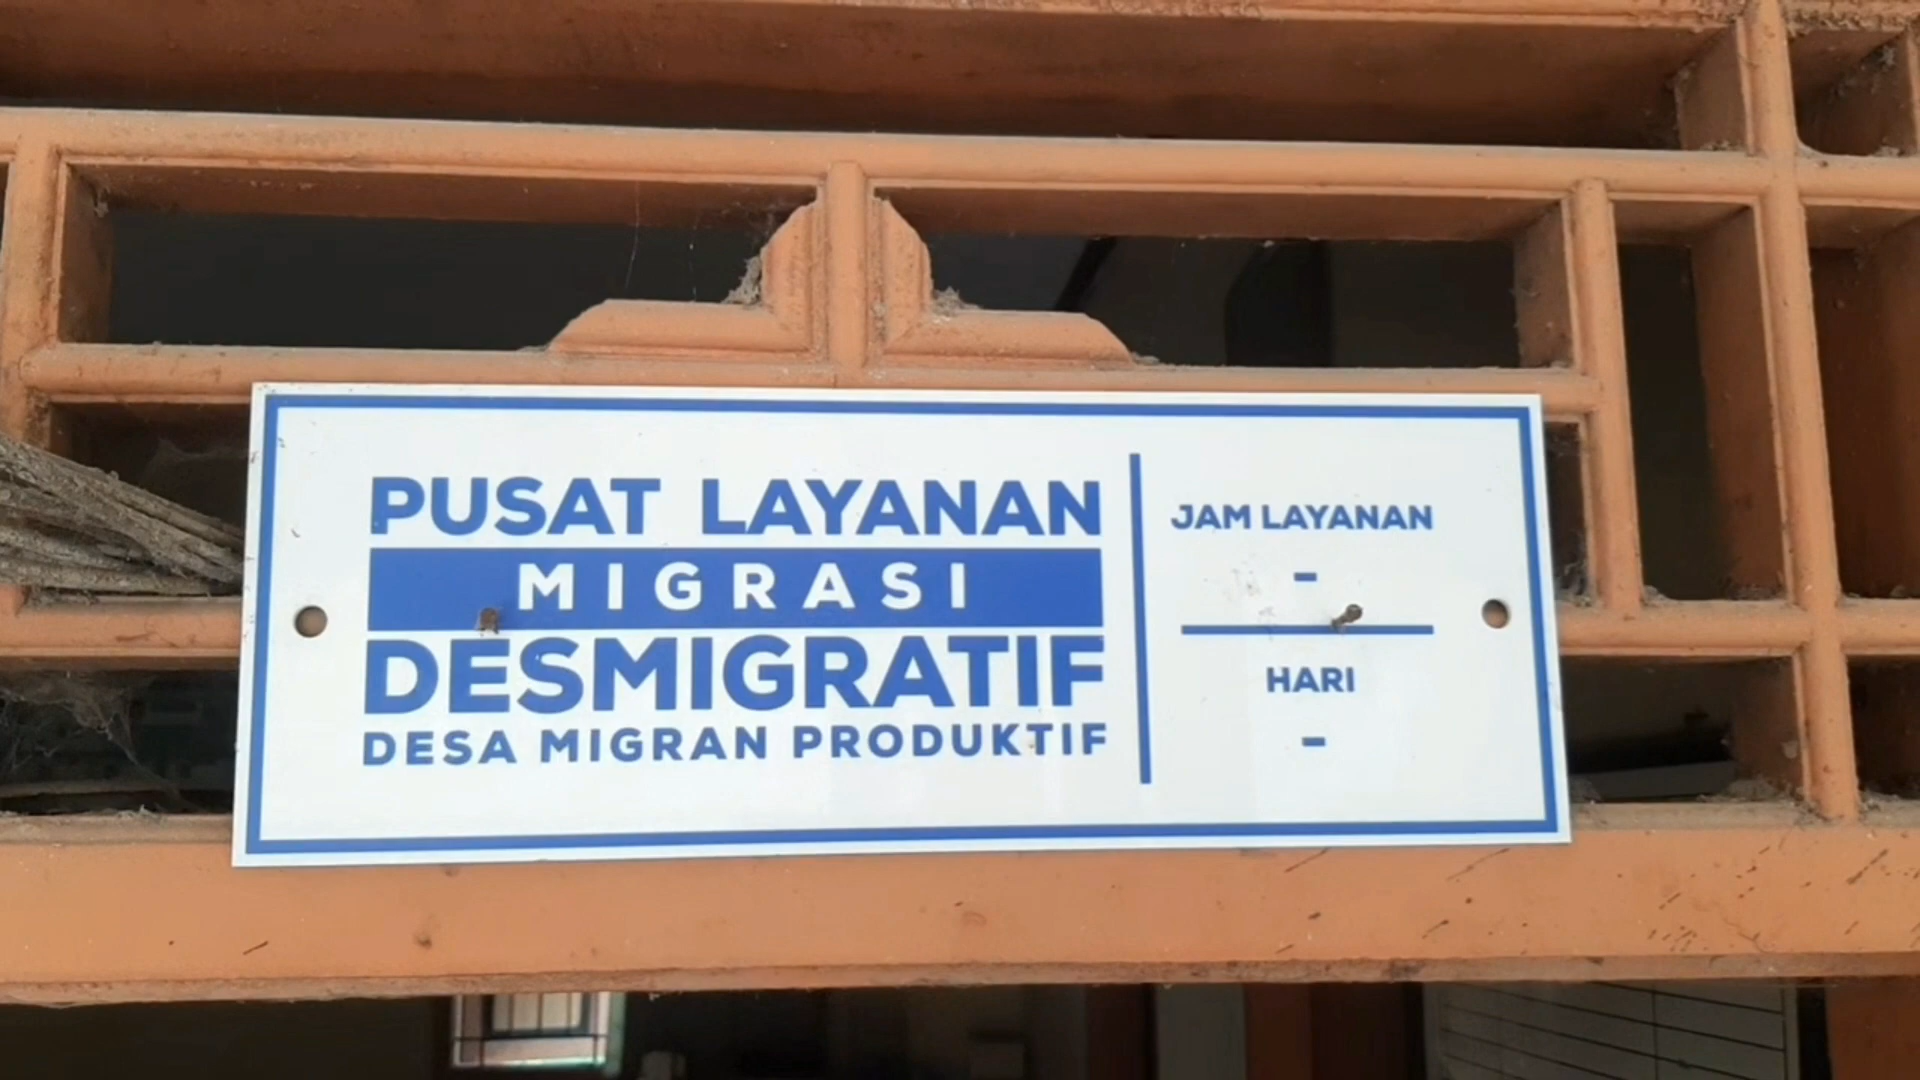 PUSAT LAYANAN
MIGRASI
DESMIGRATIF
DESA MIGRAN PRODUKTIF
JAM LAYANAN
-
HARI
-